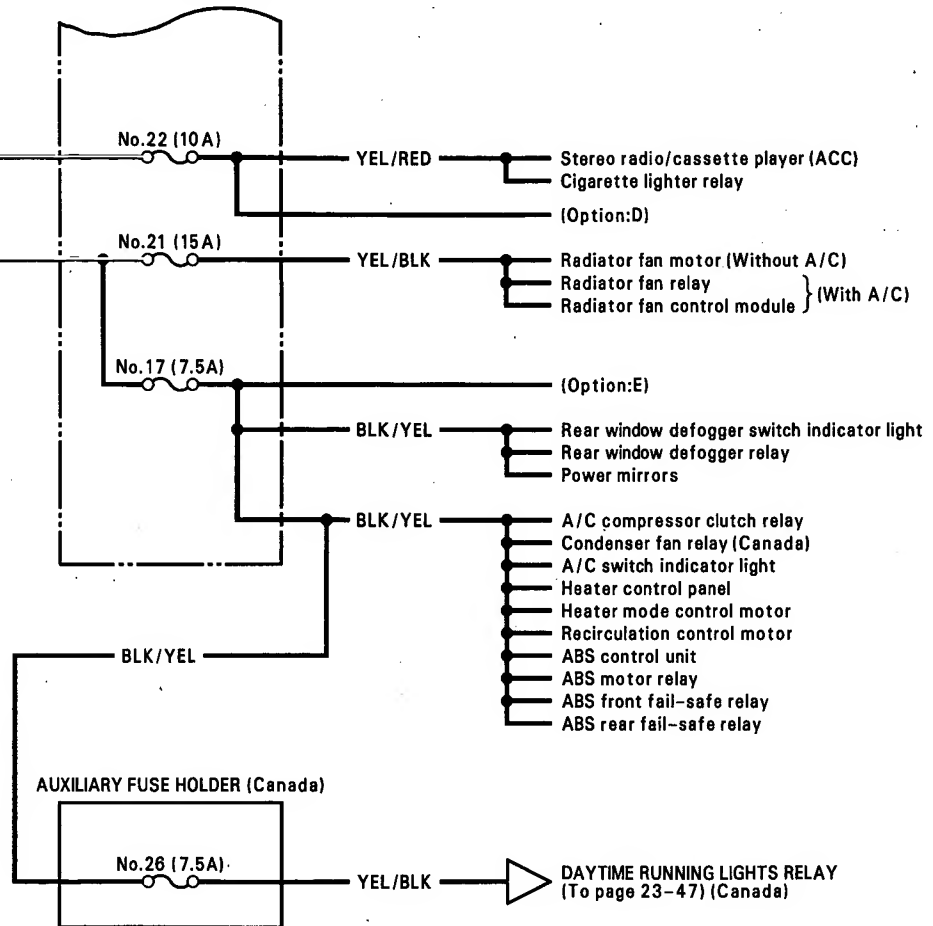 No.22 (10A)
YEL/RED
Stereo radio/cassette player (ACC)
Cigarette lighter relay
(Option:D)
No.21 (15A)
YEL/BLK
Radiator fan motor (Without A/C)
Radiator fan relay
Radiator fan control module
(With A/C)
No.17 (7.5A)
(Option:E)
BLK/YEL
Rear window defogger switch indicator light
Rear window defogger relay
Power mirrors
BLK/YEL
A/C compressor clutch relay
Condenser fan relay (Canada)
A/C switch indicator light
Heater control panel
Heater mode control motor
Recirculation control motor
ABS control unit
ABS motor relay
ABS front fail-safe relay
ABS rear fail-safe relay
BLK/YEL
AUXILIARY FUSE HOLDER (Canada)
No.26 (7.5A)
YEL/BLK
DAYTIME RUNNING LIGHTS RELAY
(To page 23-47) (Canada)